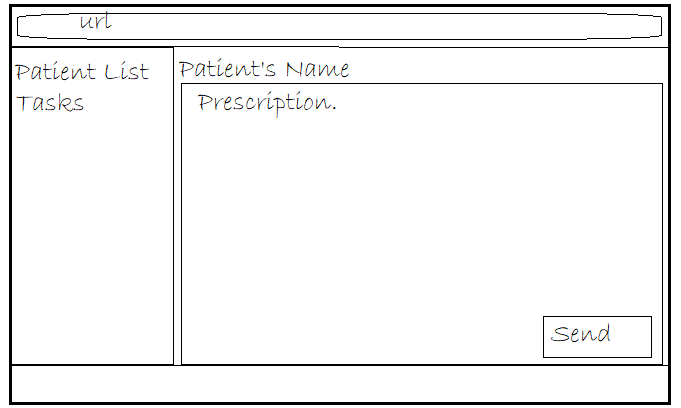 url
Patient List
Tasks
Patient's Name
Prescription.
Send